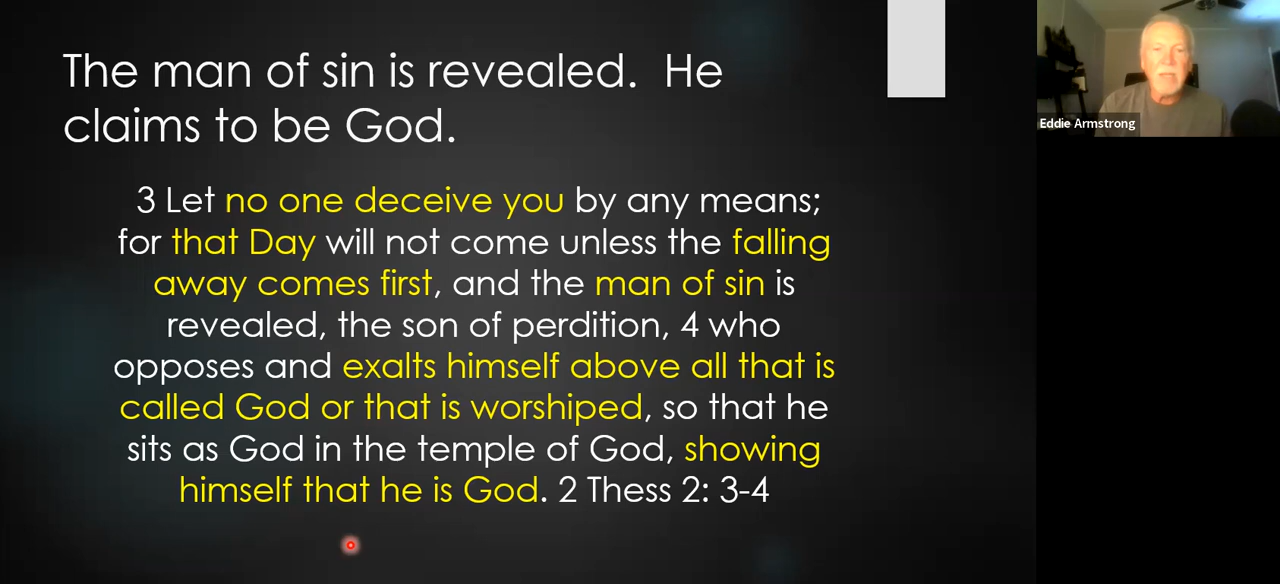 The man of sin is revealed.  He
claims to be God.
3 Let no one deceive you by any means;
for that Day will not come unless the falling
away comes first, and the man of sin is
revealed, the son of perdition, 4 who
opposes and exalts himself above all that is
called God or that is worshiped, so that he
sits as God in the temple of God, showing
himself that he is God. 2 Thess 2: 3-4
Eddie Armstrong